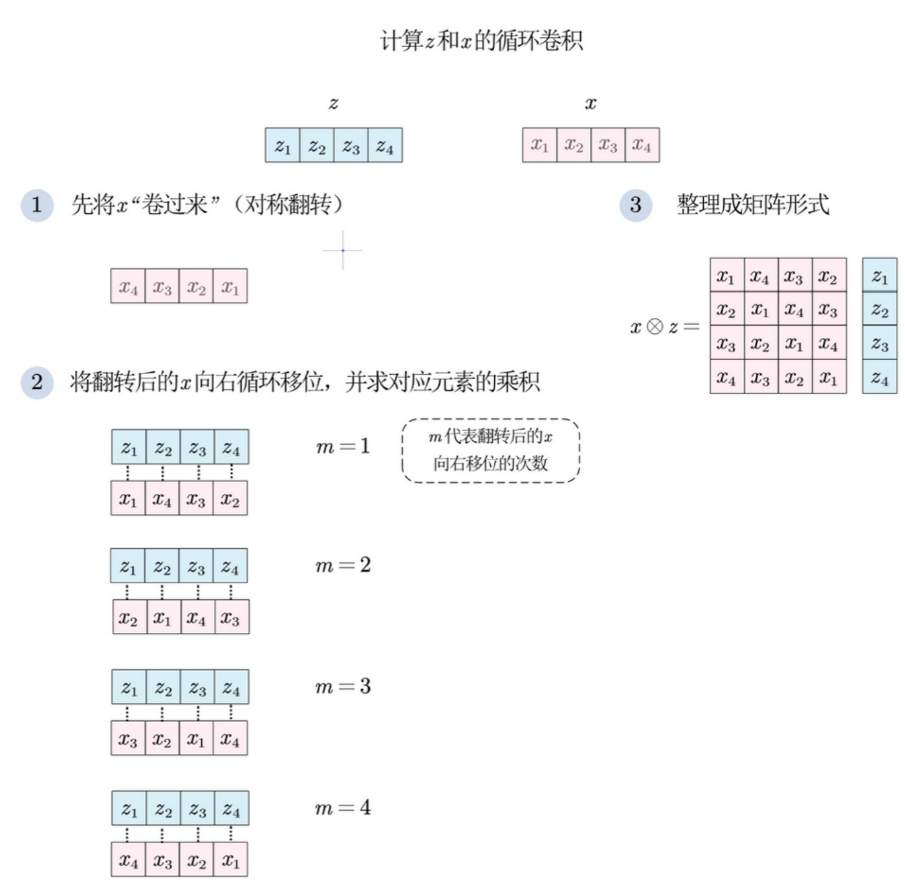 计算z和x的循环卷积
z
x
z₁ z₂ z₃ z₄
x₁ x₂ x₃ x₄
1 先将x“卷过来”（对称翻转）
x₄ x₃ x₂ x₁
2 将翻转后的x向右循环移位，并求对应元素的乘积
z₁ z₂ z₃ z₄
x₁ x₄ x₃ x₂
m = 1
m代表翻转后的x
向右移位的次数
z₁ z₂ z₃ z₄
x₂ x₁ x₄ x₃
m = 2
z₁ z₂ z₃ z₄
x₃ x₂ x₁ x₄
m = 3
z₁ z₂ z₃ z₄
x₄ x₃ x₂ x₁
m = 4
3 整理成矩阵形式
x ⊗ z =
x₁ x₄ x₃ x₂ z₁
x₂ x₁ x₄ x₃ z₂
x₃ x₂ x₁ x₄ z₃
x₄ x₃ x₂ x₁ z₄